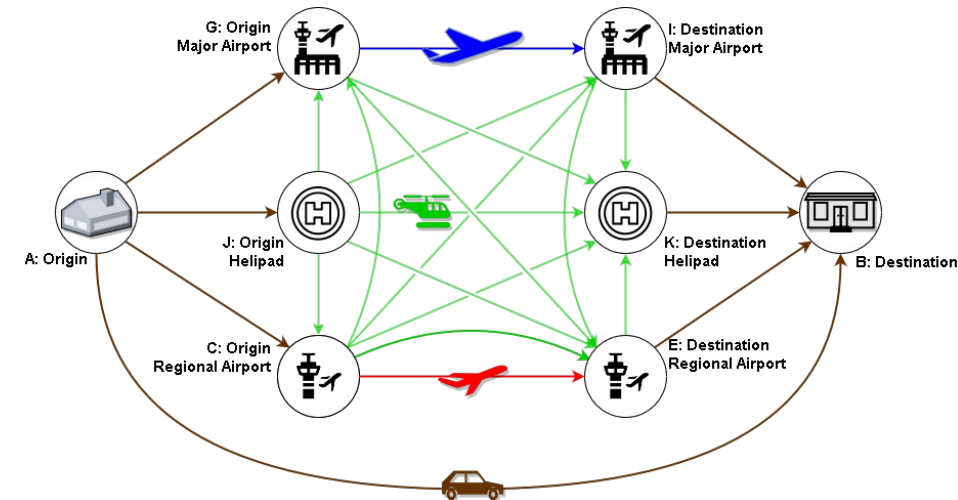 G: Origin
Major Airport
I: Destination
Major Airport
A: Origin
J: Origin
Helipad
K: Destination
Helipad
B: Destination
C: Origin
Regional Airport
E: Destination
Regional Airport